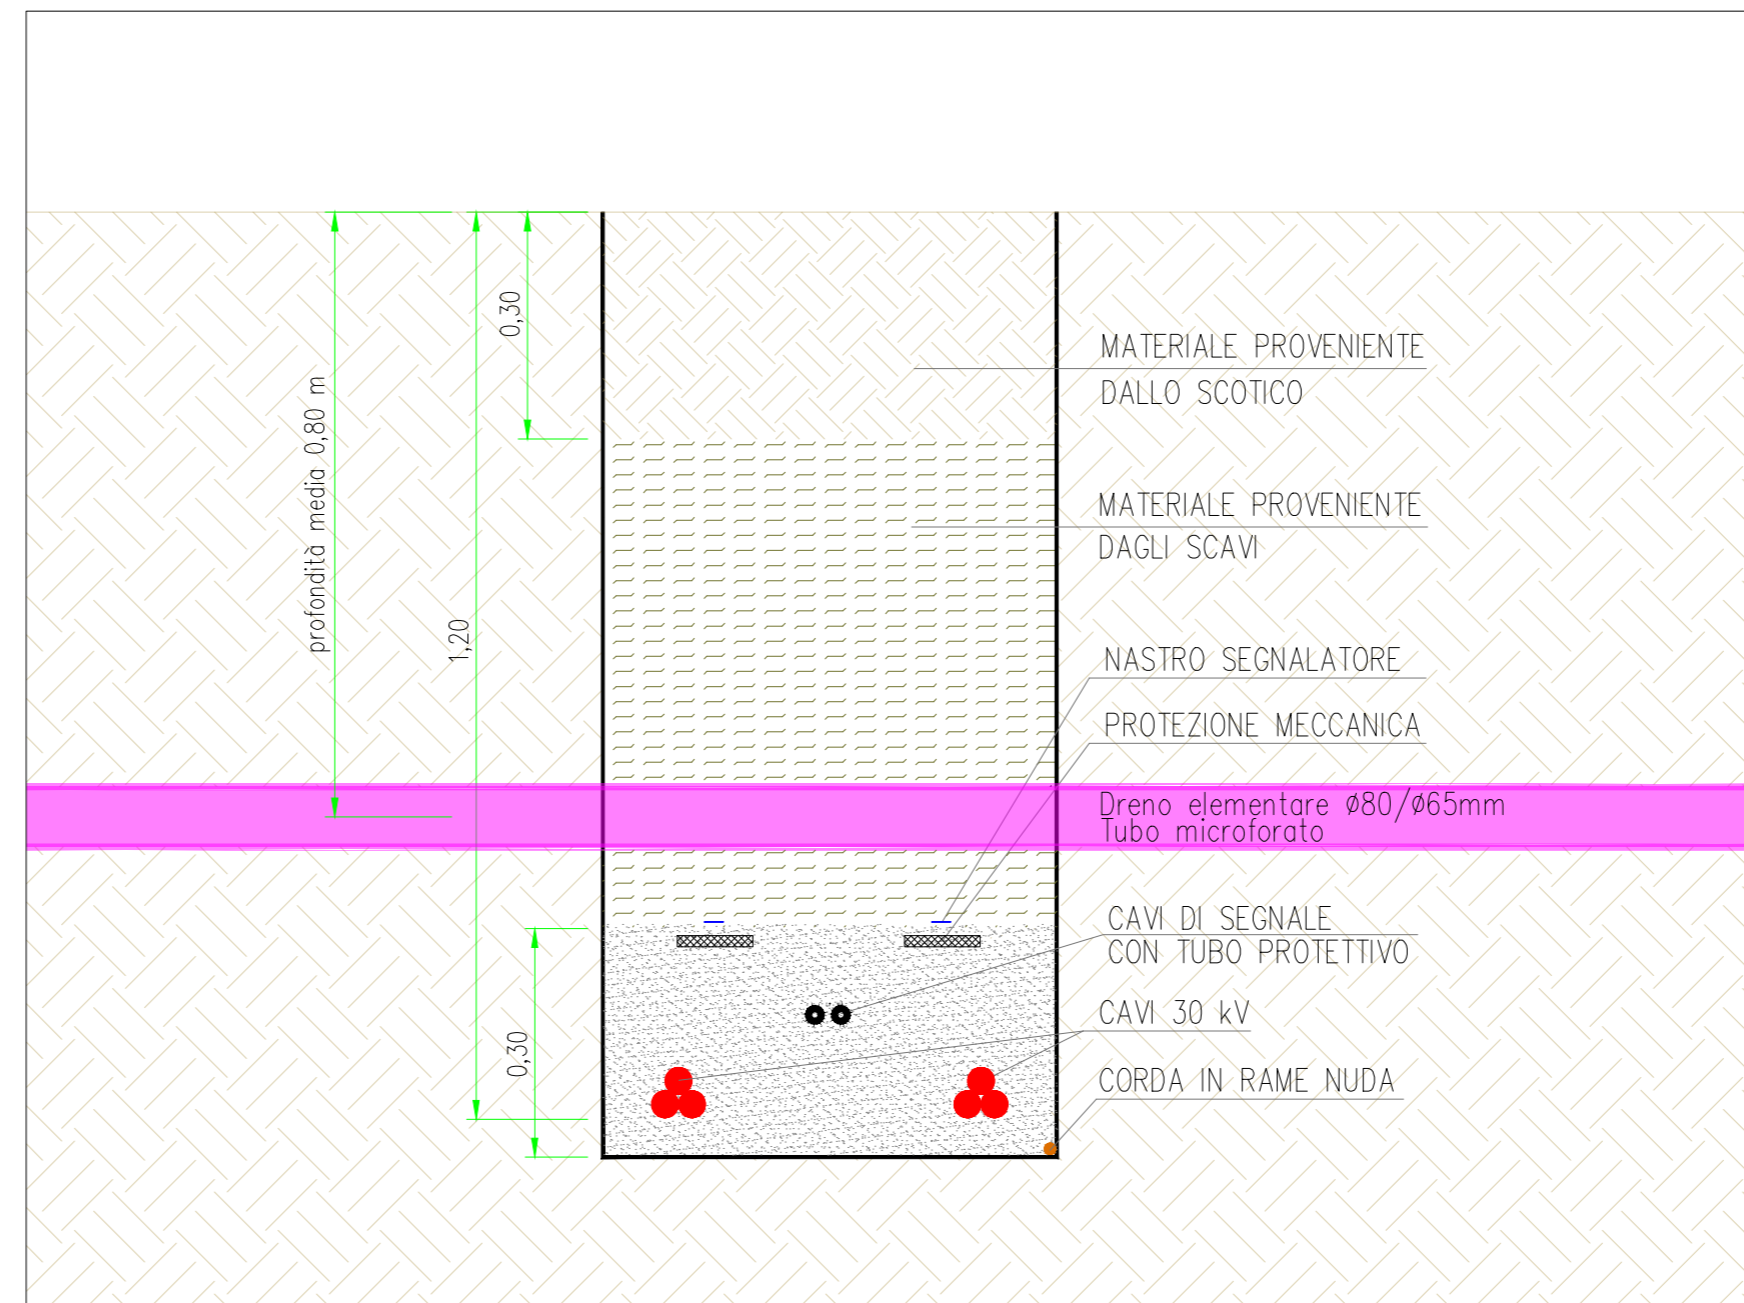 profondità media 0,80 m
1,20
0,30
MATERIALE PROVENIENTE
DALLO SCOTICO
MATERIALE PROVENIENTE
DAGLI SCAVI
NASTRO SEGNALATORE
PROTEZIONE MECCANICA
Dreno elementare ø80/ø65mm
Tubo microforato
CAVI DI SEGNALE
CON TUBO PROTETTIVO
CAVI 30 kV
0,30
CORDA IN RAME NUDA